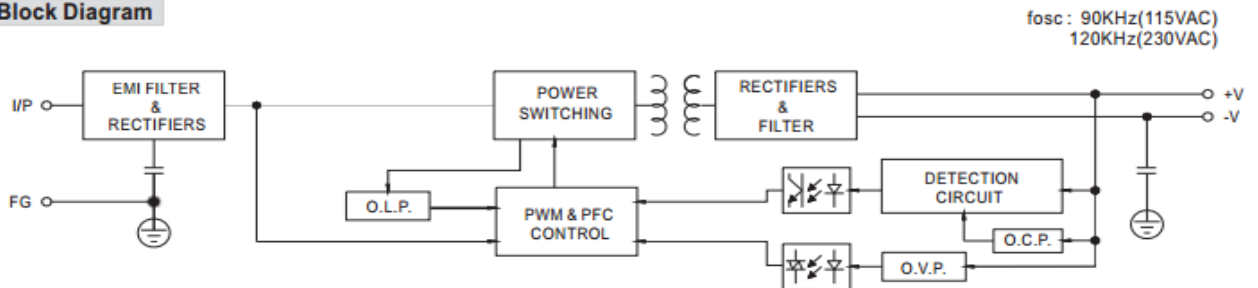 Block Diagram
fosc : 90KHz(115VAC)
120KHz(230VAC)
I/P
EMI FILTER
&
RECTIFIERS
POWER
SWITCHING
RECTIFIERS
&
FILTER
+V
-V
FG
O.L.P.
PWM & PFC
CONTROL
DETECTION
CIRCUIT
O.C.P.
O.V.P.